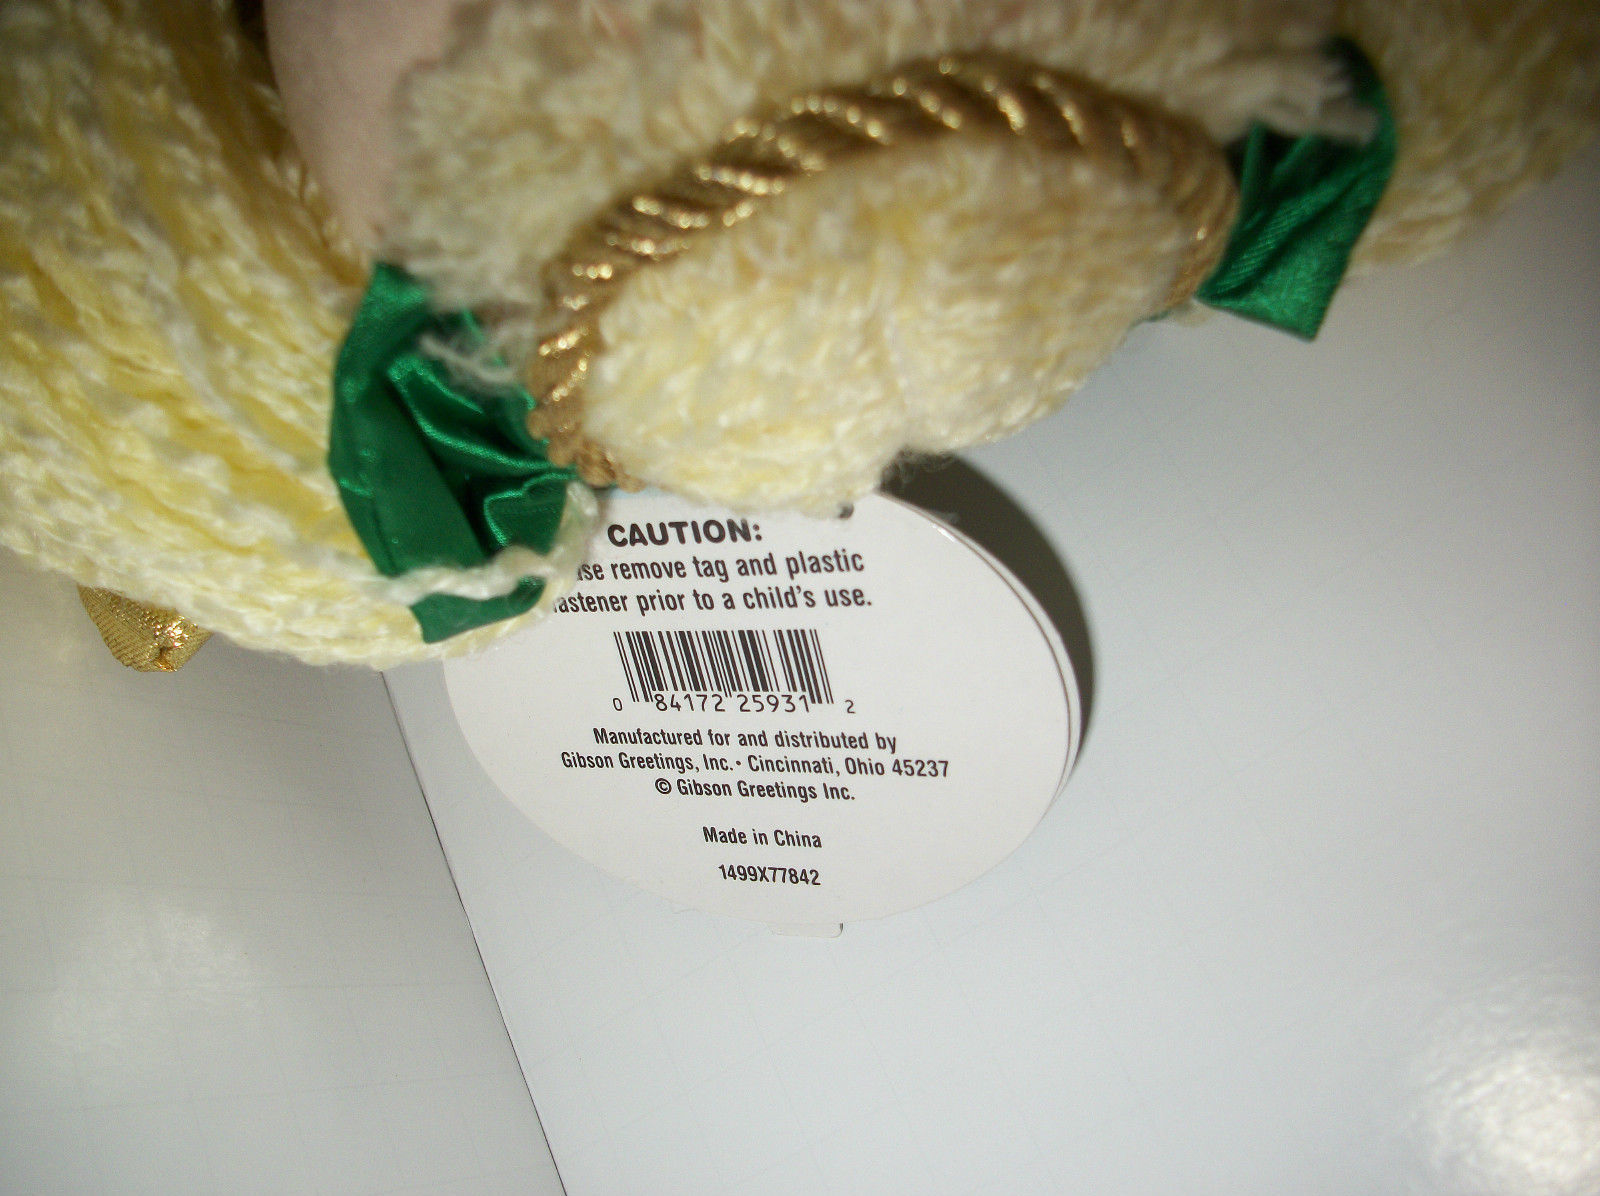 CAUTION:
remove tag and plastic
prior to a child's use.
0 84172 25931 2
Manufactured for and distributed by
Gibson Greetings, Inc. • Cincinnati, Ohio 45237
© Gibson Greetings Inc.
Made in China
1499X77842